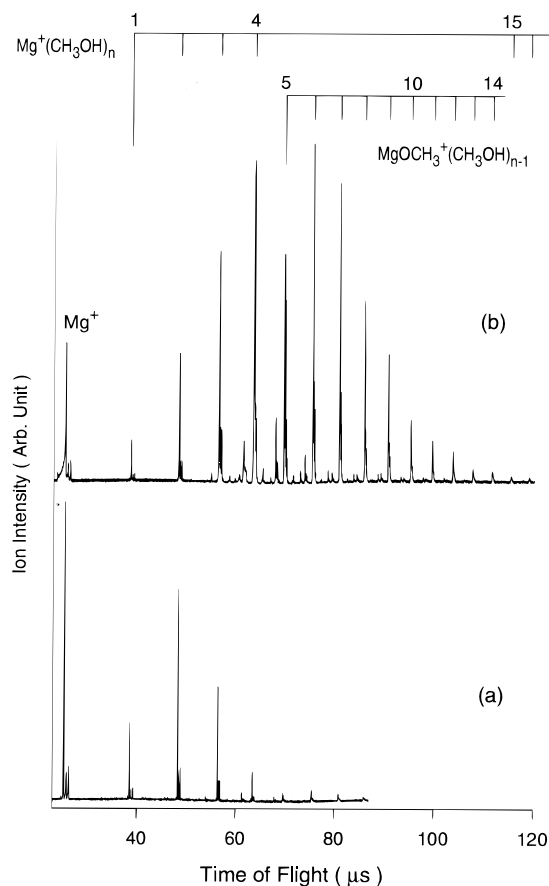 1 4 15
Mg⁺(CH₃OH)ₙ
5 10 14
MgOCH₃⁺(CH₃OH)ₙ₋₁
Mg⁺
(b)
(a)
Ion Intensity ( Arb. Unit )
40 60 80 100 120
Time of Flight ( μs )